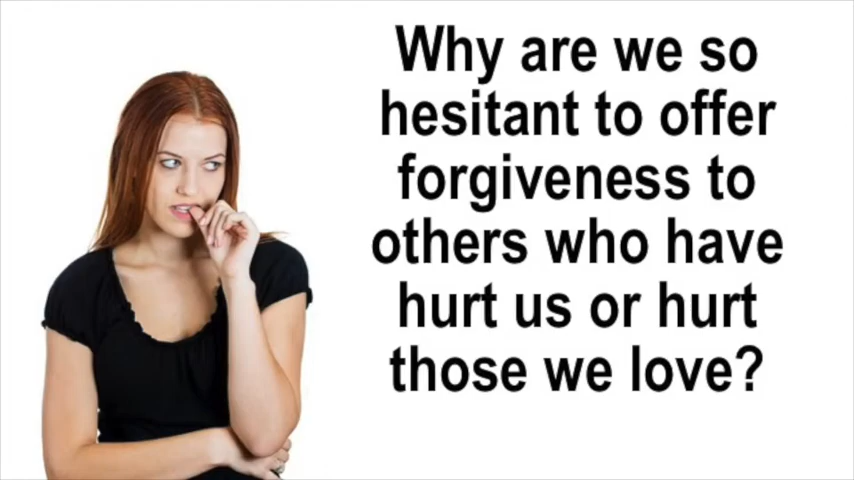 Why are we so
hesitant to offer
forgiveness to
others who have
hurt us or hurt
those we love?